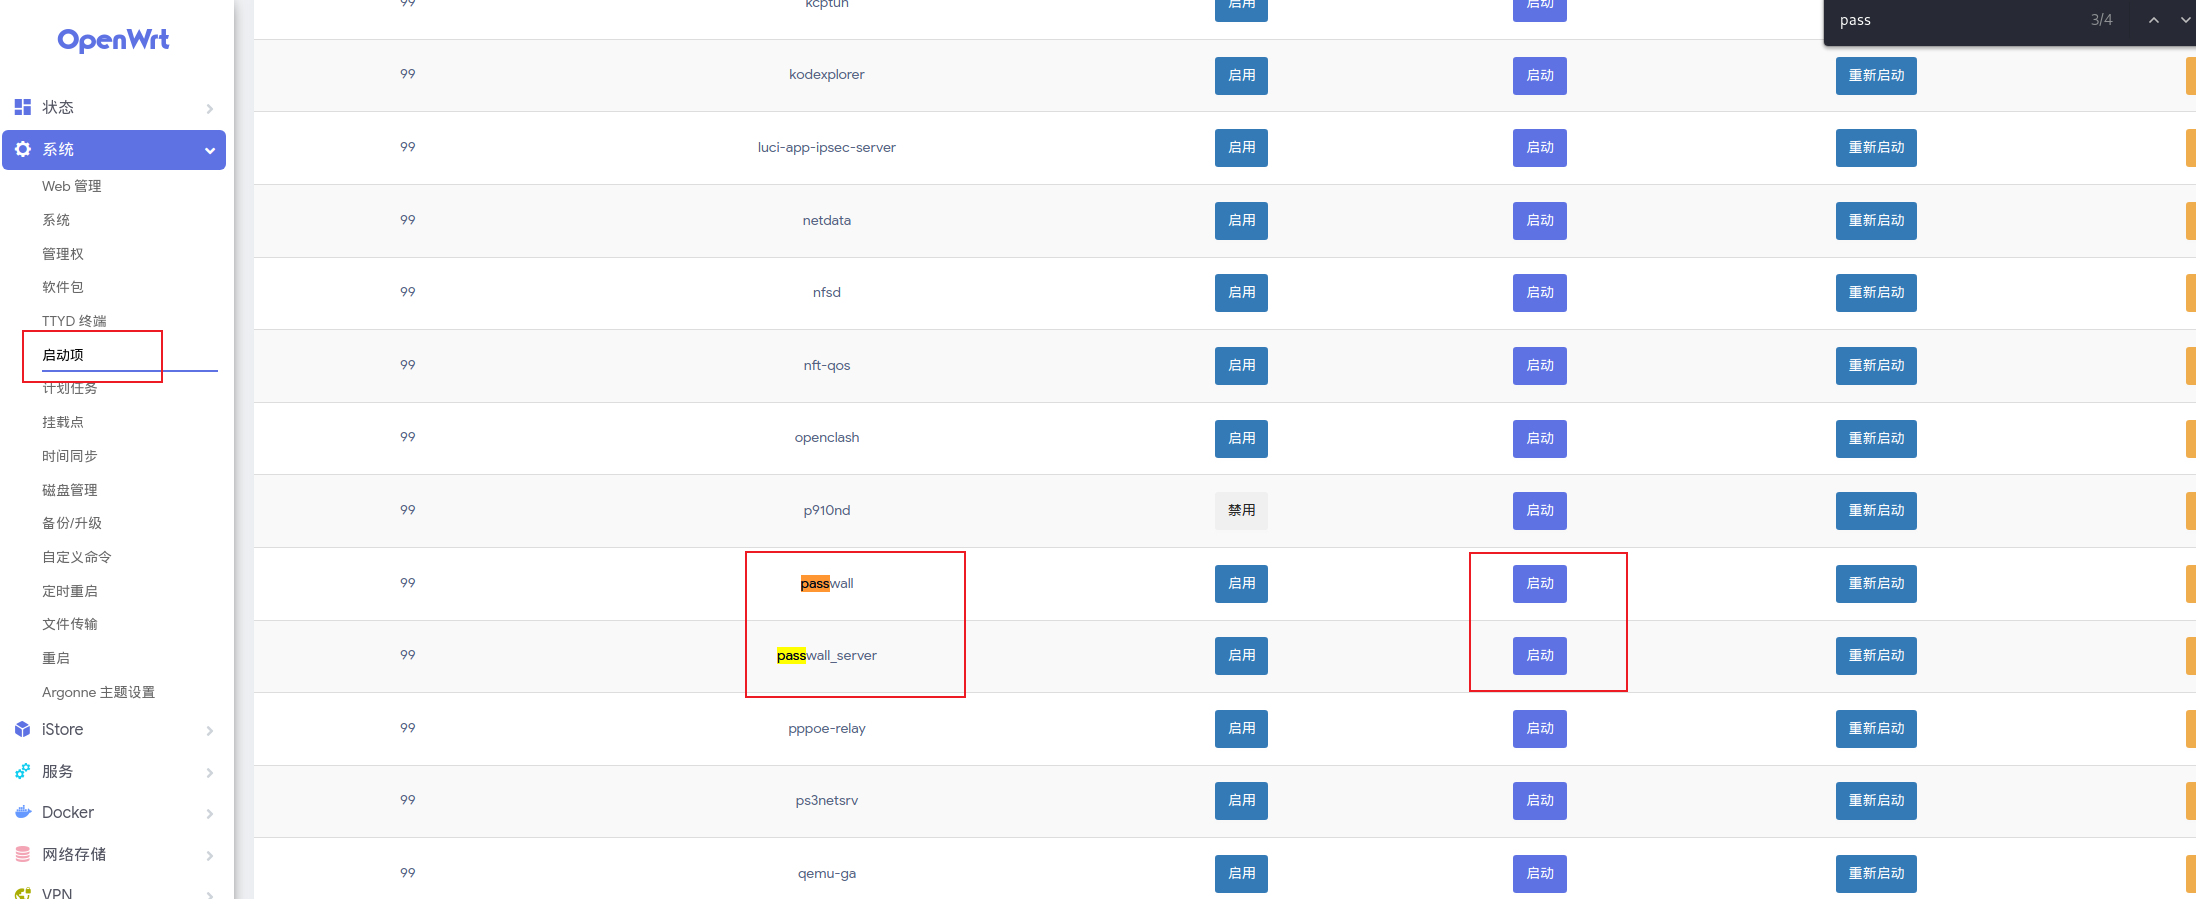 OpenWrt
状态
系统
Web 管理
系统
管理权
软件包
TTYD 终端
启动项
计划任务
挂载点
时间同步
磁盘管理
备份/升级
自定义命令
定时重启
文件传输
重启
Argonne 主题设置
iStore
服务
Docker
网络存储
VPN
pass 3/4
99 kcptun 启用 启动
99 kodexplorer 启用 启动 重新启动
99 luci-app-ipsec-server 启用 启动 重新启动
99 netdata 启用 启动 重新启动
99 nfsd 启用 启动 重新启动
99 nft-qos 启用 启动 重新启动
99 openclash 启用 启动 重新启动
99 p910nd 禁用 启动 重新启动
99 passwall 启用 启动 重新启动
99 passwall_server 启用 启动 重新启动
99 pppoe-relay 启用 启动 重新启动
99 ps3netsrv 启用 启动 重新启动
99 qemu-ga 启用 启动 重新启动